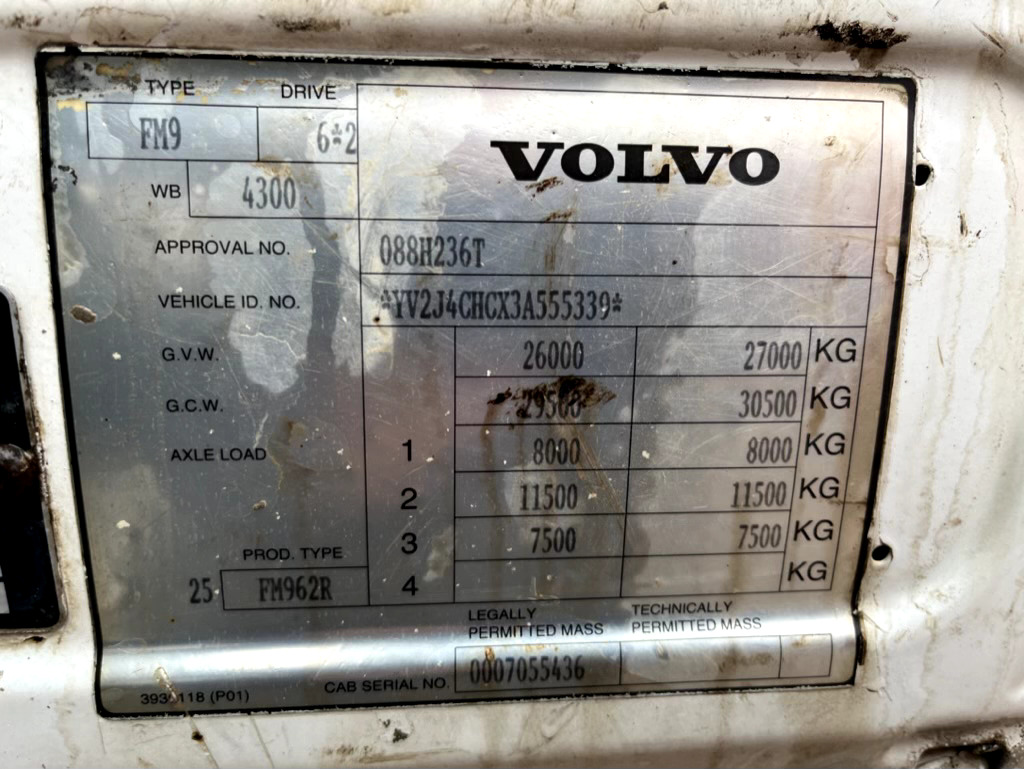 TYPE DRIVE
FM9 6*2
VOLVO
WB 4300
APPROVAL NO. 088H236T
VEHICLE ID. NO. *YV2J4CHCX3A555339*
G.V.W. 26000 27000 KG
G.C.W. 29500 30500 KG
AXLE LOAD 1 8000 8000 KG
2 11500 11500 KG
PROD. TYPE 3 7500 7500 KG
25 FM962R 4 KG
LEGALLY PERMITTED MASS TECHNICALLY PERMITTED MASS
CAB SERIAL NO. 0007055436
(P01)